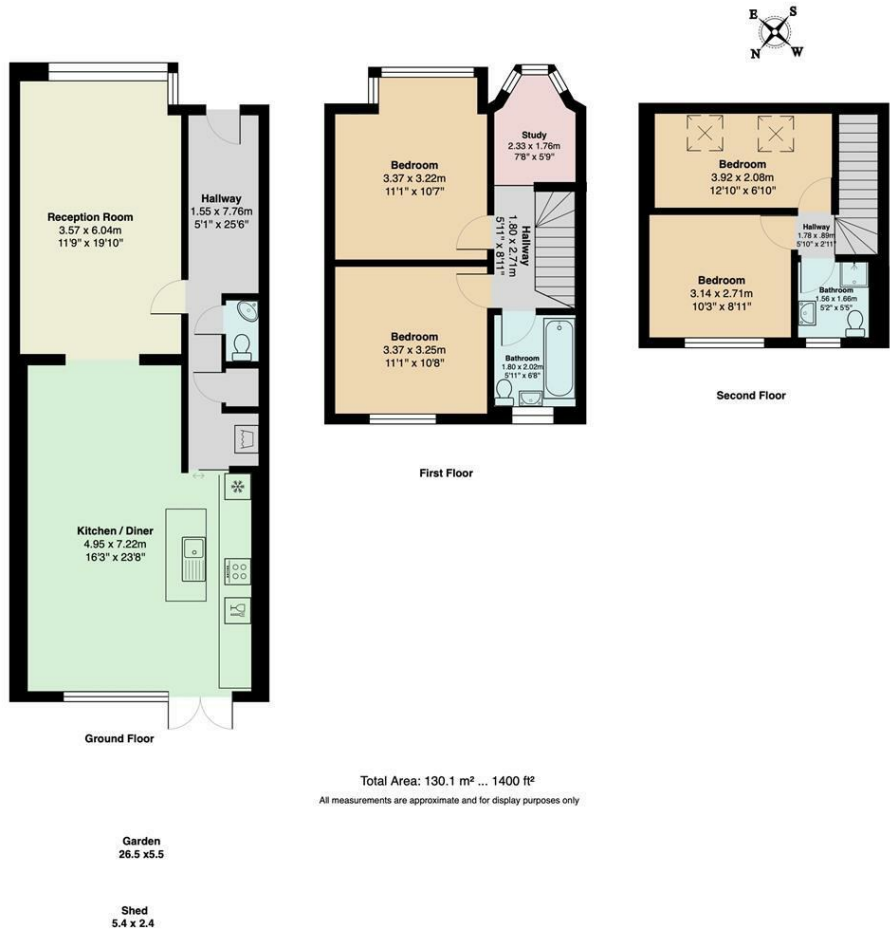 E
S
N
W
Reception Room
3.57 x 6.04m
11'9" x 19'10"
Hallway
1.55 x 7.76m
5'1" x 25'6"
Kitchen / Diner
4.95 x 7.22m
16'3" x 23'8"
Ground Floor
Bedroom
3.37 x 3.22m
11'1" x 10'7"
Study
2.33 x 1.76m
7'8" x 5'9"
Hallway
1.80 x 2.71m
5'11" x 8'11"
Bedroom
3.37 x 3.25m
11'1" x 10'8"
Bathroom
1.80 x 2.02m
5'11" x 6'8"
First Floor
Bedroom
3.92 x 2.08m
12'10" x 6'10"
Hallway
1.78 x .89m
5'10" x 2'11"
Bedroom
3.14 x 2.71m
10'3" x 8'11"
Bathroom
1.56 x 1.66m
5'2" x 5'5"
Second Floor
Total Area: 130.1 m² ... 1400 ft²
All measurements are approximate and for display purposes only
Garden
26.5 x5.5
Shed
5.4 x 2.4